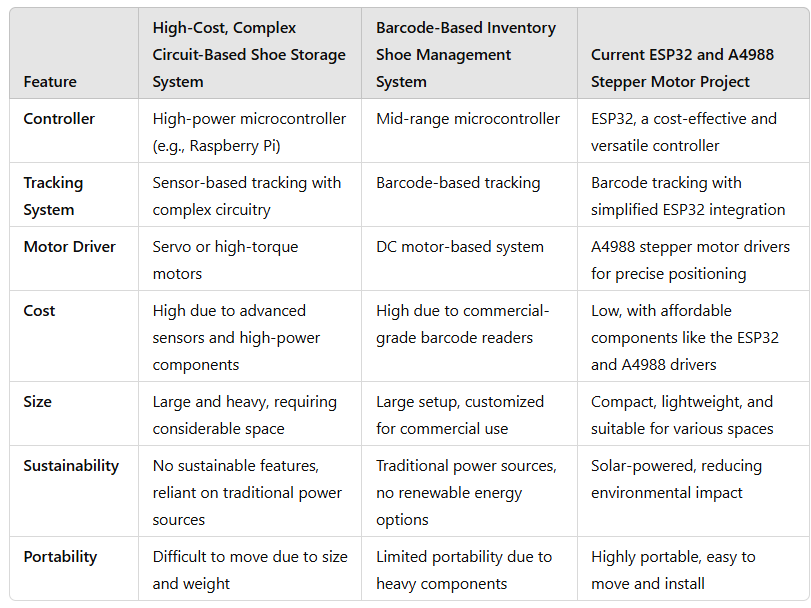 Feature
High-Cost, Complex
Circuit-Based Shoe Storage
System
Barcode-Based Inventory
Shoe Management
System
Current ESP32 and A4988
Stepper Motor Project
Controller
High-power microcontroller
(e.g., Raspberry Pi)
Mid-range microcontroller
ESP32, a cost-effective and
versatile controller
Tracking
System
Sensor-based tracking with
complex circuitry
Barcode-based tracking
Barcode tracking with
simplified ESP32 integration
Motor Driver
Servo or high-torque
motors
DC motor-based system
A4988 stepper motor drivers
for precise positioning
Cost
High due to advanced
sensors and high-power
components
High due to commercial-
grade barcode readers
Low, with affordable
components like the ESP32
and A4988 drivers
Size
Large and heavy, requiring
considerable space
Large setup, customized
for commercial use
Compact, lightweight, and
suitable for various spaces
Sustainability
No sustainable features,
reliant on traditional power
sources
Traditional power sources,
no renewable energy
options
Solar-powered, reducing
environmental impact
Portability
Difficult to move due to size
and weight
Limited portability due to
heavy components
Highly portable, easy to
move and install